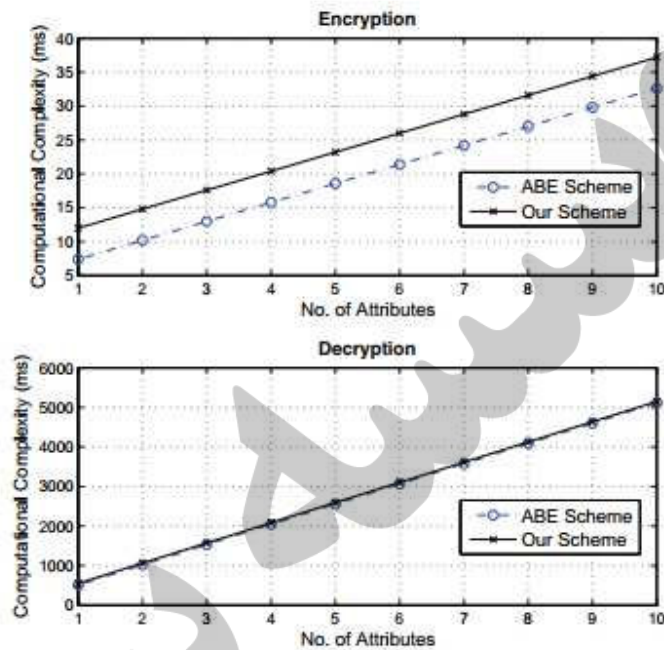 Encryption
Computational Complexity (ms)
40
35
30
25
20
15
10
5
ABE Scheme
Our Scheme
1 2 3 4 5 6 7 8 9 10
No. of Attributes
Decryption
Computational Complexity (ms)
6000
5000
4000
3000
2000
1000
0
ABE Scheme
Our Scheme
1 2 3 4 5 6 7 8 9 10
No. of Attributes